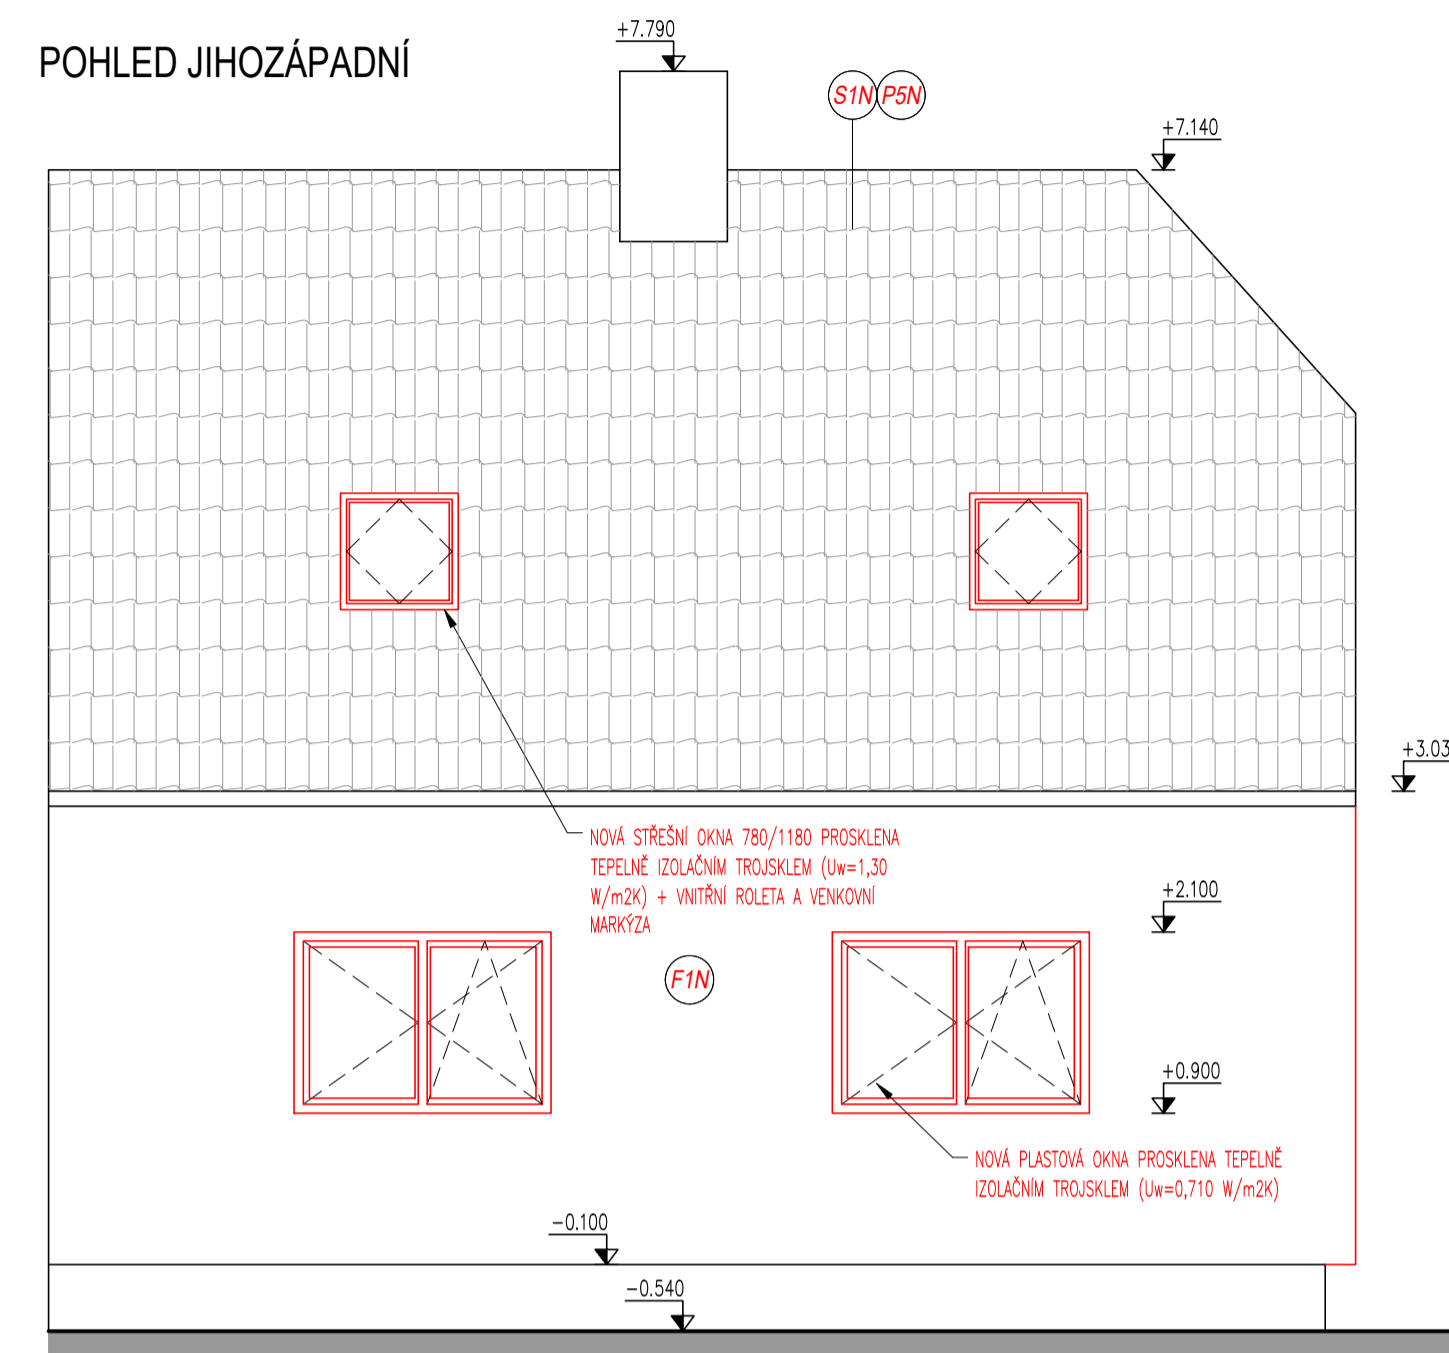 POHLED JIHOZÁPADNÍ
+7.790
S1N P5N
+7.140
+3.03
NOVÁ STŘEŠNÍ OKNA 780/1180 PROSKLENA
TEPELNĚ IZOLAČNÍM TROJSKLEM (Uw=1,30
W/m2K) + VNITŘNÍ ROLETA A VENKOVNÍ
MARKÝZA
+2.100
F1N
+0.900
NOVÁ PLASTOVÁ OKNA PROSKLENA TEPELNĚ
IZOLAČNÍM TROJSKLEM (Uw=0,710 W/m2K)
-0.100
-0.540